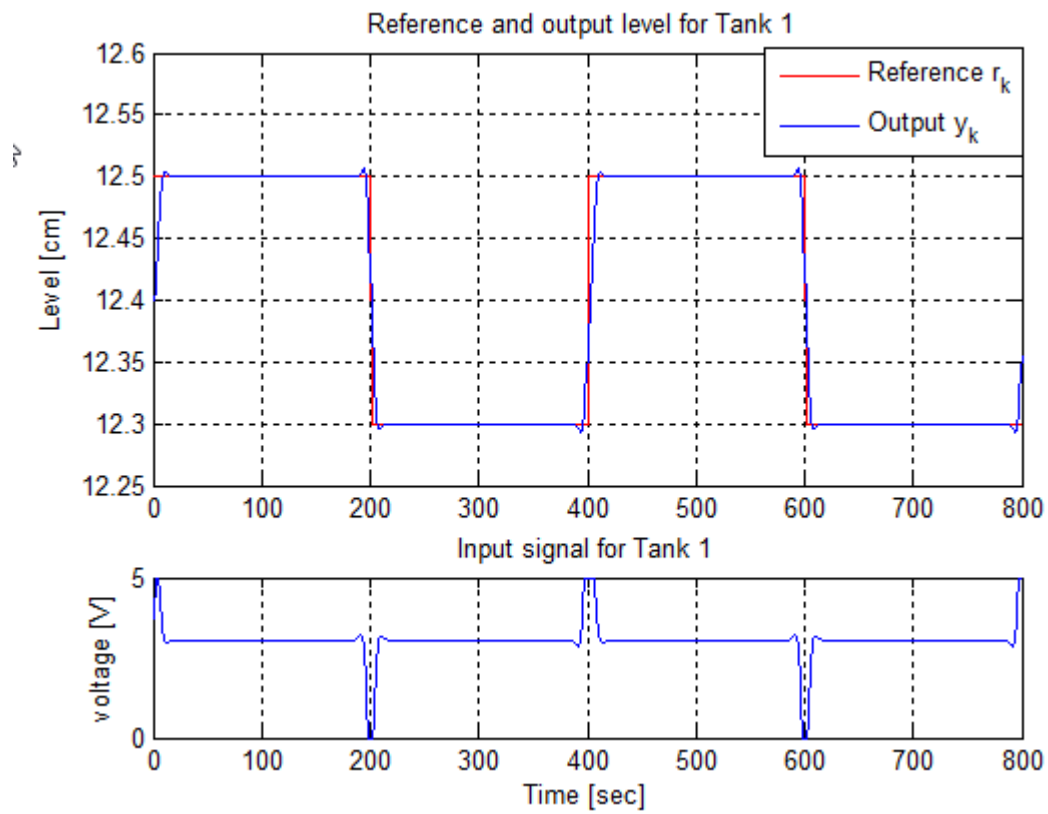 Reference and output level for Tank 1
12.6
12.55
12.5
12.45
12.4
12.35
12.3
12.25
Level [cm]
Reference r_k
Output y_k
0 100 200 300 400 500 600 700 800
Input signal for Tank 1
5
0
voltage [V]
0 100 200 300 400 500 600 700 800
Time [sec]